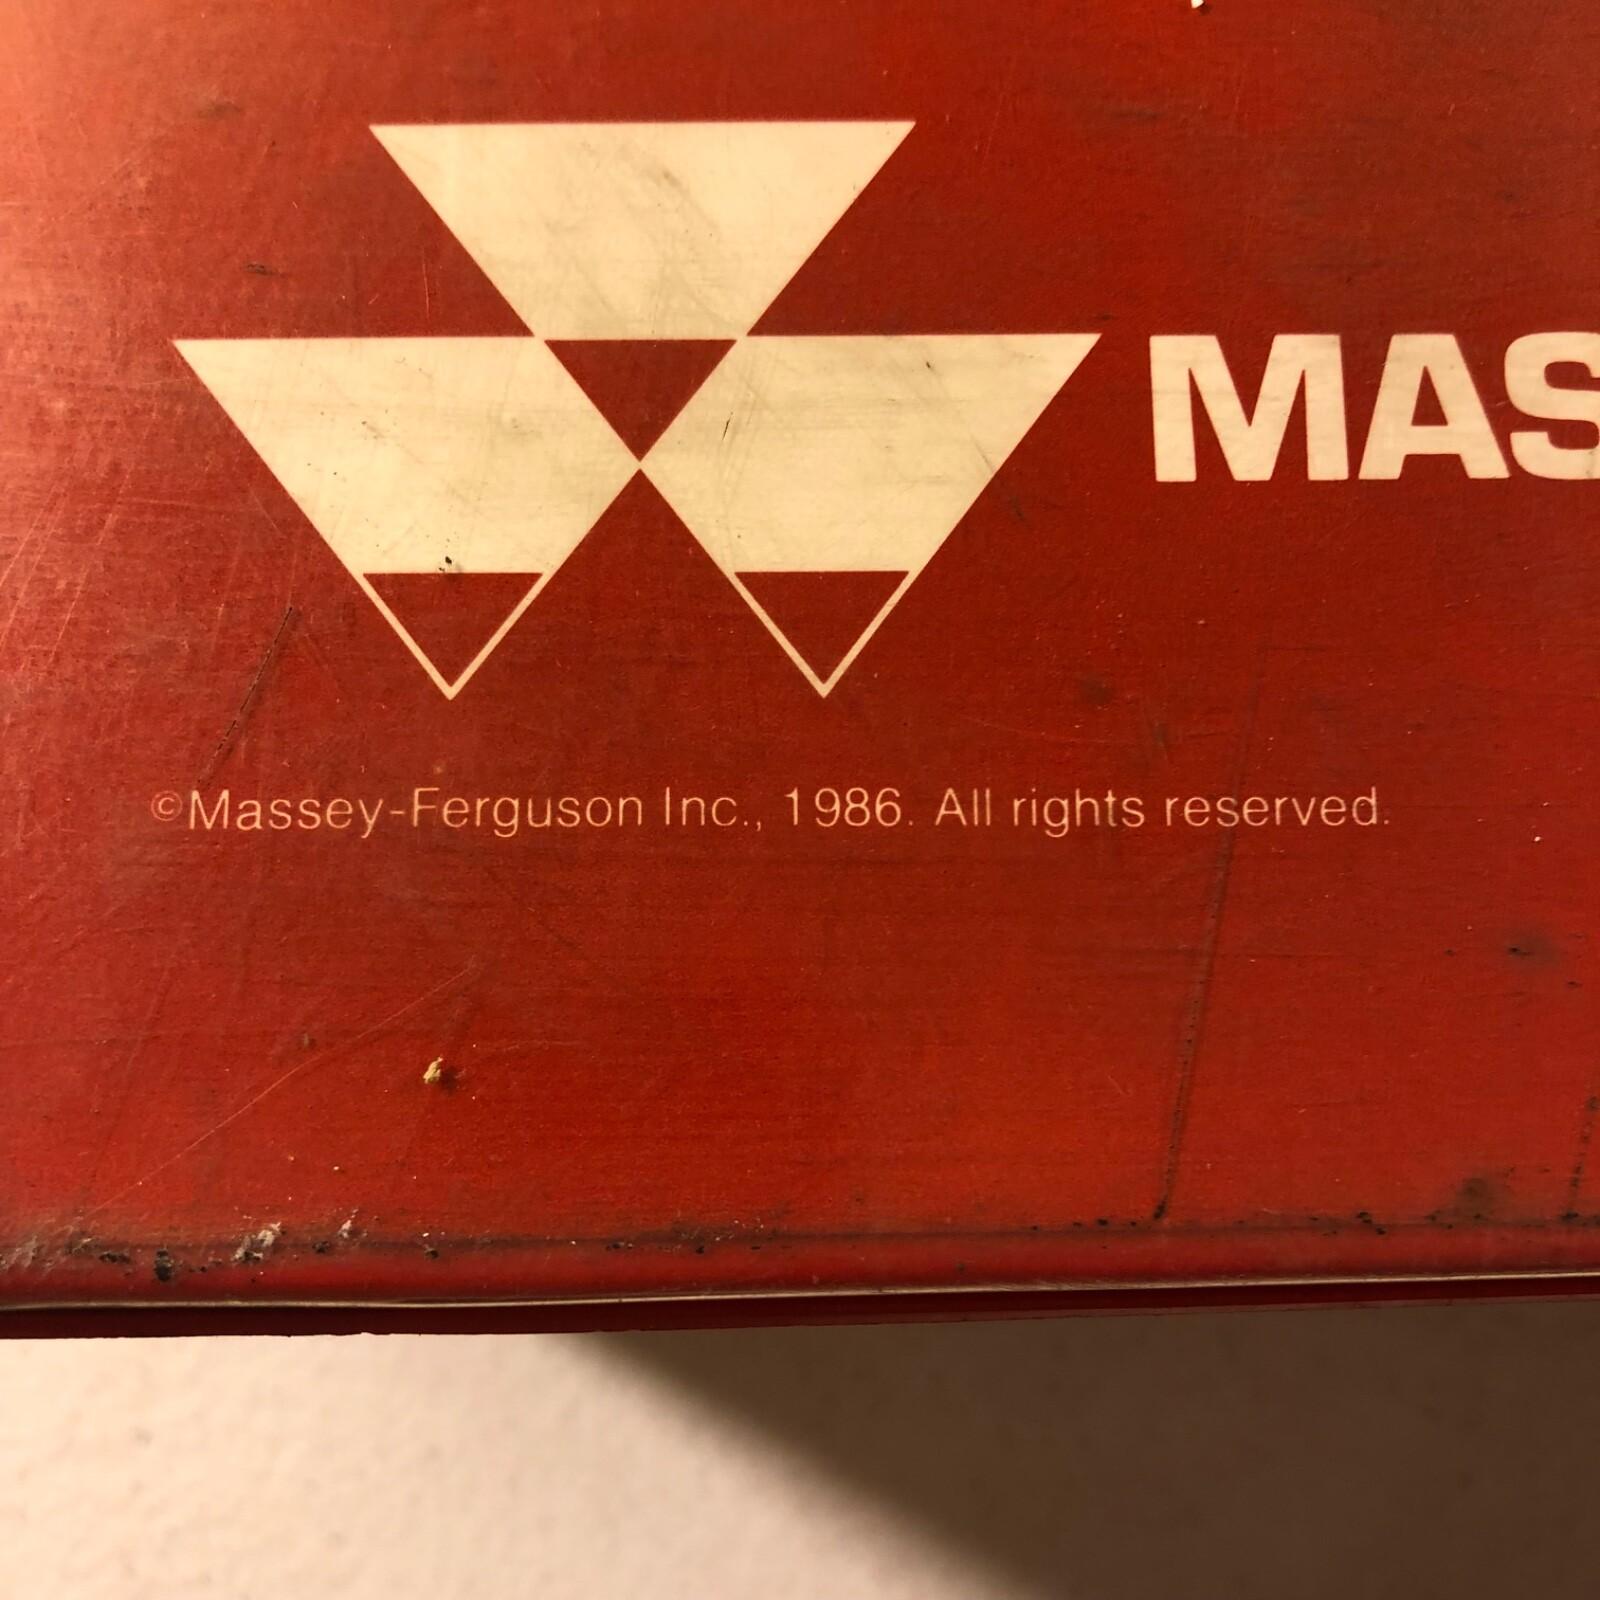 MAS
©Massey-Ferguson Inc., 1986. All rights reserved.